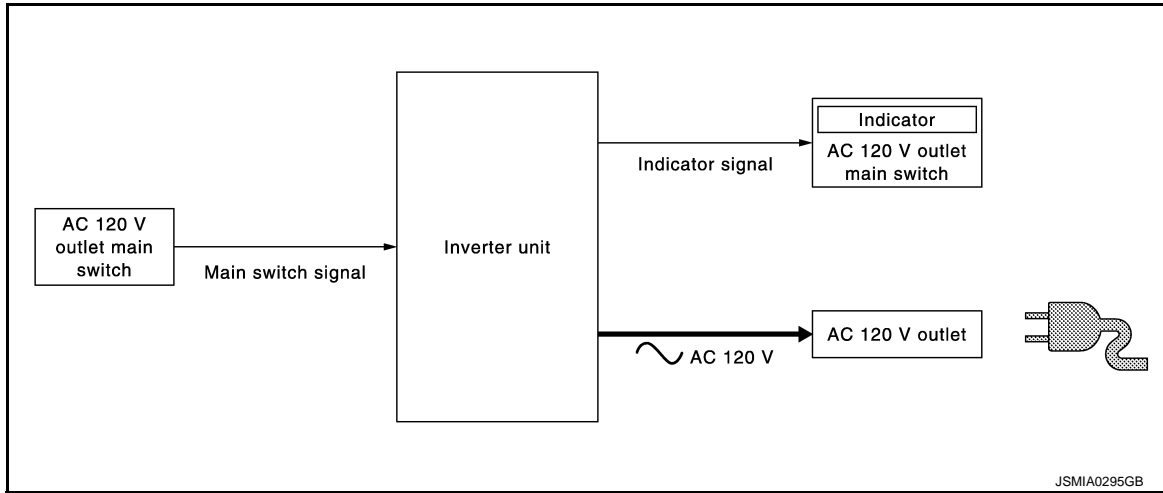 AC 120 V
outlet main
switch
Main switch signal
Inverter unit
Indicator signal
Indicator
AC 120 V outlet
main switch
AC 120 V
AC 120 V outlet
JSMIA0295GB